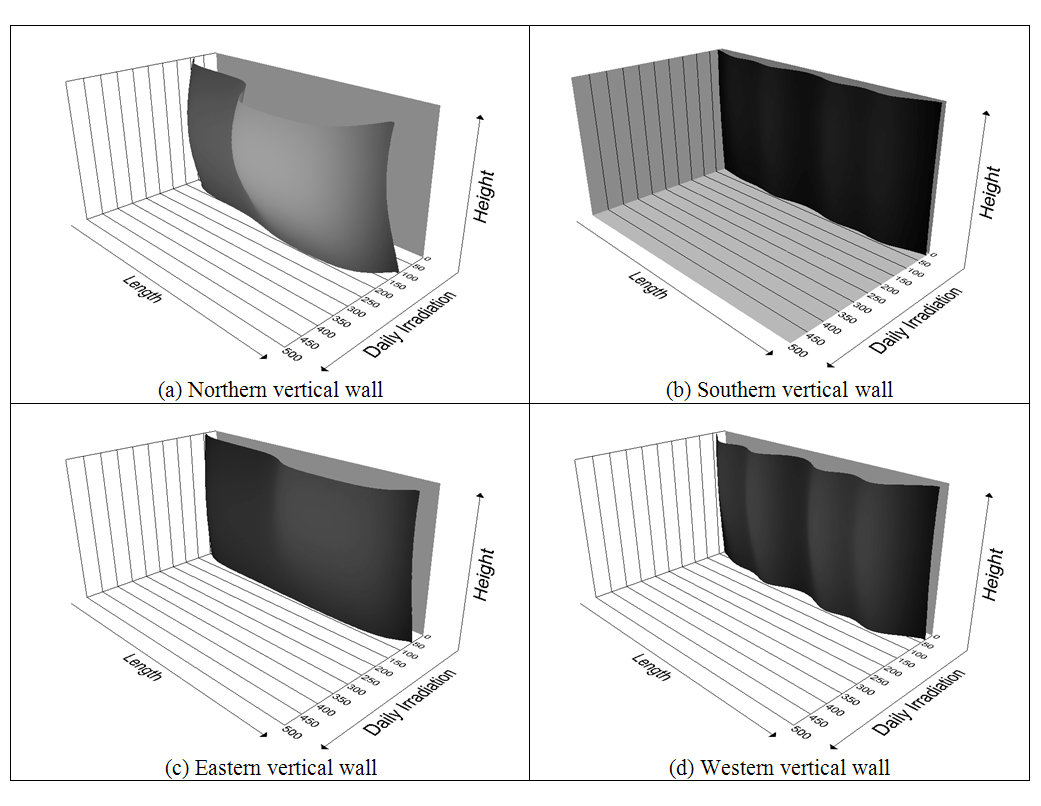 Height
Length
Daily Irradiation
0
50
100
150
200
250
300
350
400
450
500
(a) Northern vertical wall
Height
Length
Daily Irradiation
0
50
100
150
200
250
300
350
400
450
500
(b) Southern vertical wall
Height
Length
Daily Irradiation
0
50
100
150
200
250
300
350
400
450
500
(c) Eastern vertical wall
Height
Length
Daily Irradiation
0
50
100
150
200
250
300
350
400
450
500
(d) Western vertical wall